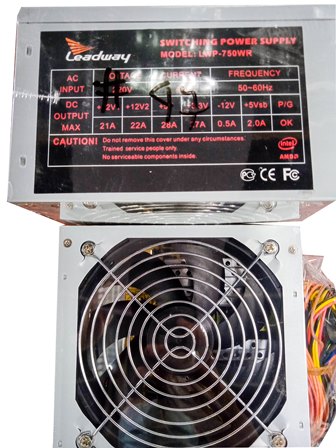 Leadway
SWITCHING POWER SUPPLY
MODEL: LWP-750WR
AC INPUT CURRENT FREQUENCY
50~60HZ
DC OUTPUT +12V2 -12V +5Vsb P/G
MAX 21A 22A 28A 0.5A 2.0A OK
CAUTION! Do not remove this cover under any circumstances.
Trained service people only.
No serviceable components inside.
intel
AMDD
CE FC